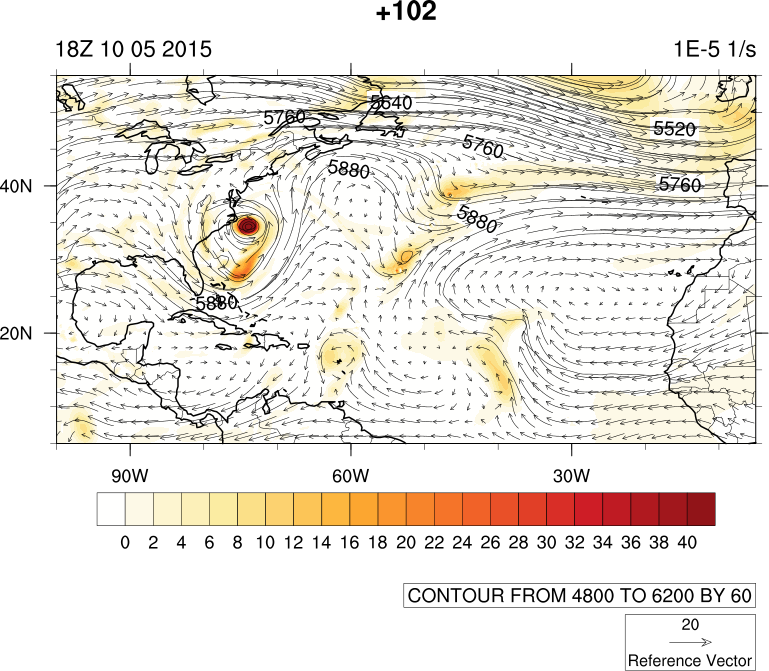 +102
18Z 10 05 2015 1E-5 1/s
5640
5760
5520
5760
5880
5760
40N
5880
5880
20N
90W 60W 30W
0 2 4 6 8 10 12 14 16 18 20 22 24 26 28 30 32 34 36 38 40
CONTOUR FROM 4800 TO 6200 BY 60
20
Reference Vector